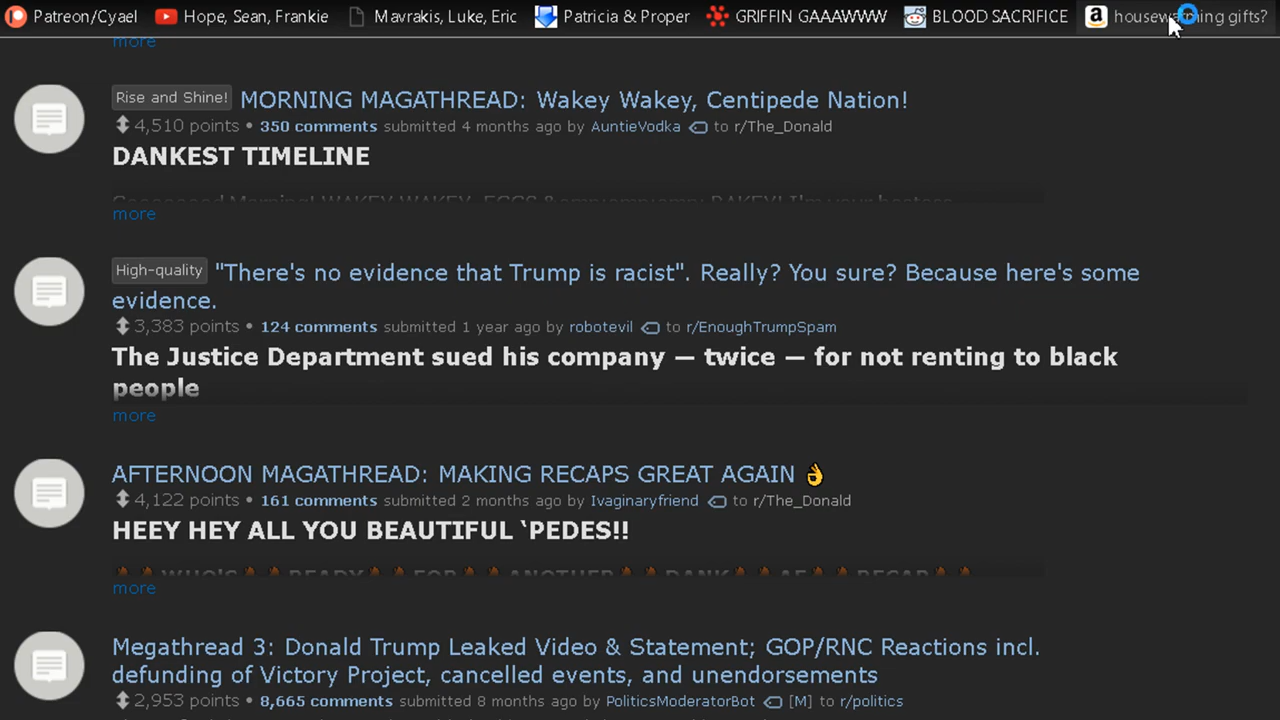 Patreon/Cyael Hope, Sean, Frankie Mavrakis, Luke, Eric Patricia & Proper GRIFFIN GAAAWWW BLOOD SACRIFICE housewarming gifts?
more
Rise and Shine! MORNING MAGATHREAD: Wakey Wakey, Centipede Nation!
4,510 points • 350 comments submitted 4 months ago by AuntieVodka to r/The_Donald
DANKEST TIMELINE
more
High-quality "There's no evidence that Trump is racist". Really? You sure? Because here's some
evidence.
3,383 points • 124 comments submitted 1 year ago by robotevil to r/EnoughTrumpSpam
The Justice Department sued his company — twice — for not renting to black
people
more
AFTERNOON MAGATHREAD: MAKING RECAPS GREAT AGAIN 👌
4,122 points • 161 comments submitted 2 months ago by Ivaginaryfriend to r/The_Donald
HEEY HEY ALL YOU BEAUTIFUL ‛PEDES!!
WHO'S READY FOR ANOTHER DANK AF RECAP
more
Megathread 3: Donald Trump Leaked Video & Statement; GOP/RNC Reactions incl.
defunding of Victory Project, cancelled events, and unendorsements
2,953 points • 8,665 comments submitted 8 months ago by PoliticsModeratorBot [M] to r/politics